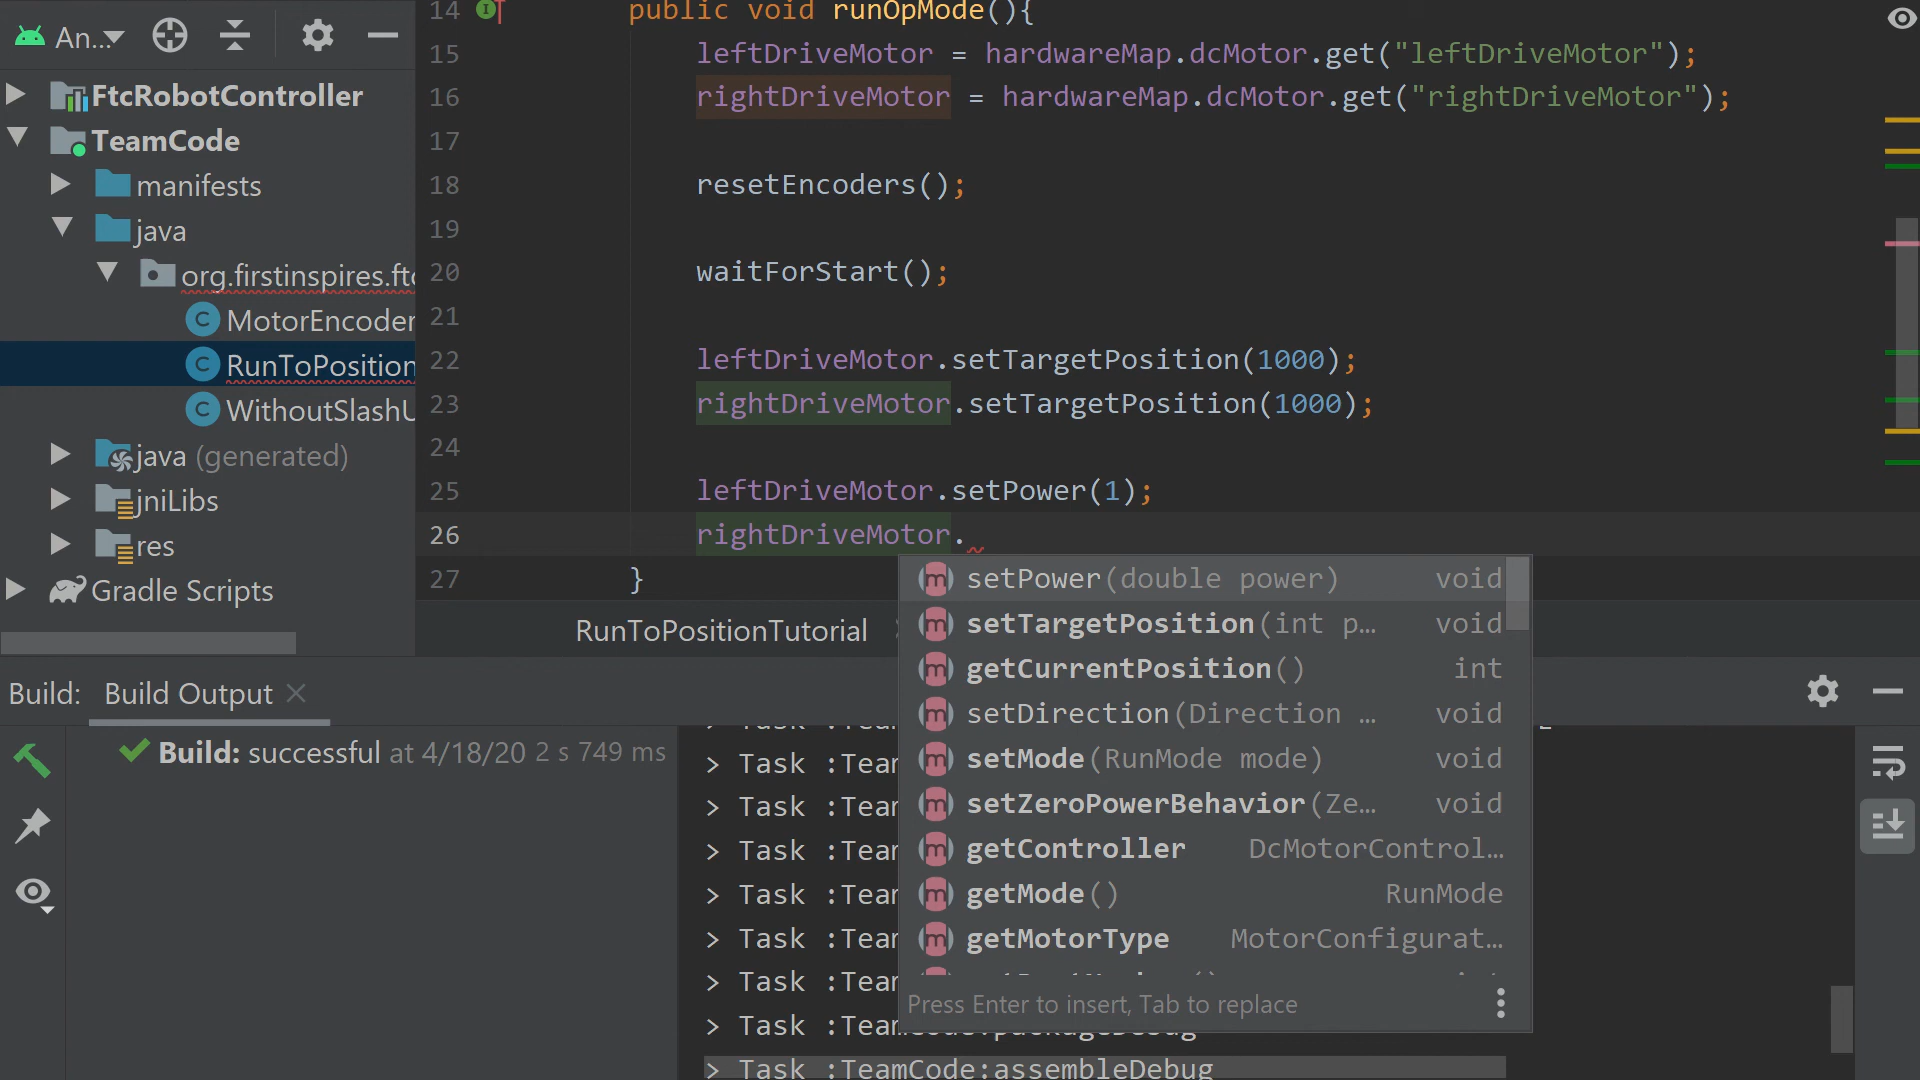 An...
FtcRobotController
TeamCode
manifests
java
org.firstinspires.ftc
MotorEncoder
RunToPosition
WithoutSlashU
java (generated)
jniLibs
res
Gradle Scripts
14 public void runOpMode(){
15 leftDriveMotor = hardwareMap.dcMotor.get("leftDriveMotor");
16 rightDriveMotor = hardwareMap.dcMotor.get("rightDriveMotor");
17
18 resetEncoders();
19
20 waitForStart();
21
22 leftDriveMotor.setTargetPosition(1000);
23 rightDriveMotor.setTargetPosition(1000);
24
25 leftDriveMotor.setPower(1);
26 rightDriveMotor.
27 }
RunToPositionTutorial
setPower(double power) void
setTargetPosition(int p… void
getCurrentPosition() int
setDirection(Direction … void
setMode(RunMode mode) void
setZeroPowerBehavior(Ze… void
getController DcMotorControl…
getMode() RunMode
getMotorType MotorConfigurat…
Press Enter to insert, Tab to replace
Build: Build Output
Build: successful at 4/18/20 2 s 749 ms
> Task :Tear
> Task :Tear
> Task :Tear
> Task :Tear
> Task :Tear
> Task :Tear
> Task :TeamCode:packageDebug
> Task :TeamCode:assembleDebug